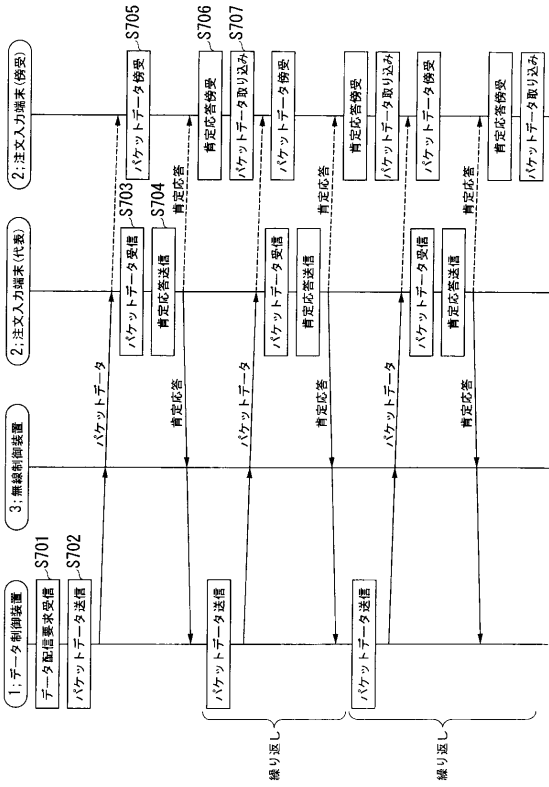 1;データ制御装置
データ配信要求受信
S701
パケットデータ送信
S702
パケットデータ送信
パケットデータ送信
繰り返し
繰り返し
3;無線制御装置
パケットデータ
肯定応答
パケットデータ
肯定応答
パケットデータ
肯定応答
2;注文入力端末(代表)
パケットデータ受信
S703
肯定応答送信
S704
パケットデータ受信
肯定応答送信
パケットデータ受信
肯定応答送信
肯定応答
肯定応答
肯定応答
2;注文入力端末(傍受)
パケットデータ傍受
S705
肯定応答傍受
S706
パケットデータ取り込み
S707
パケットデータ傍受
肯定応答傍受
パケットデータ取り込み
パケットデータ傍受
肯定応答傍受
パケットデータ取り込み